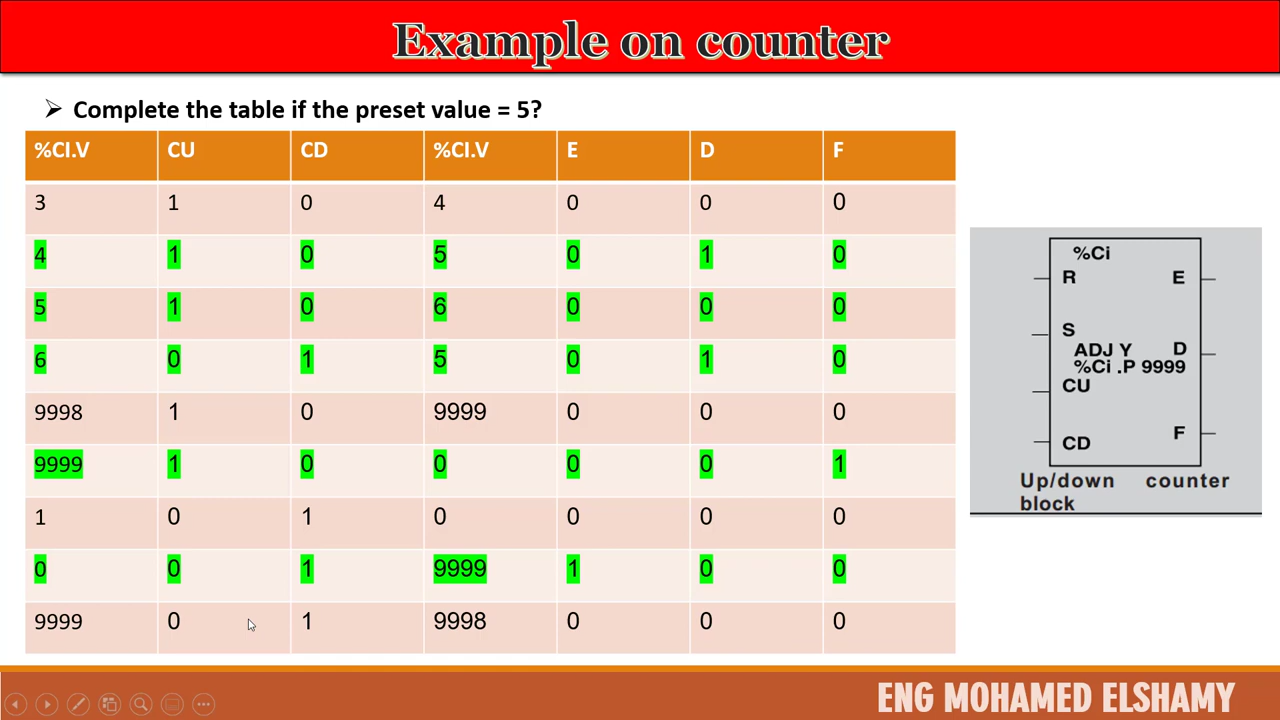 Example on counter
Complete the table if the preset value = 5?
%CI.V CU CD %CI.V E D F
3 1 0 4 0 0 0
4 1 0 5 0 1 0
5 1 0 6 0 0 0
6 0 1 5 0 1 0
9998 1 0 9999 0 0 0
9999 1 0 0 0 0 1
1 0 1 0 0 0 0
0 0 1 9999 1 0 0
9999 0 1 9998 0 0 0
%Ci
R E
S
ADJ Y D
%Ci .P 9999
CU
F
CD
Up/down counter
block
ENG MOHAMED ELSHAMY